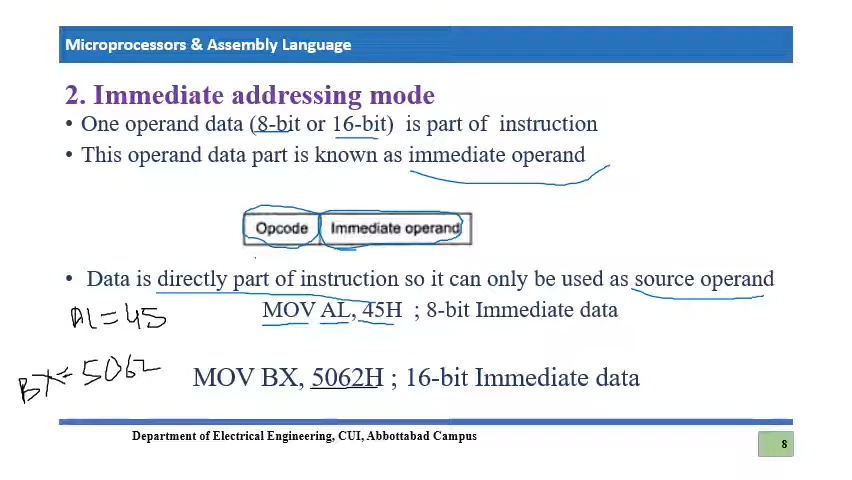 Microprocessors & Assembly Language
2. Immediate addressing mode
• One operand data (8-bit or 16-bit) is part of instruction
• This operand data part is known as immediate operand
Opcode Immediate operand
• Data is directly part of instruction so it can only be used as source operand
MOV AL, 45H ; 8-bit Immediate data
AL = 45
BX = 5062
MOV BX, 5062H ; 16-bit Immediate data
Department of Electrical Engineering, CUI, Abbottabad Campus
8